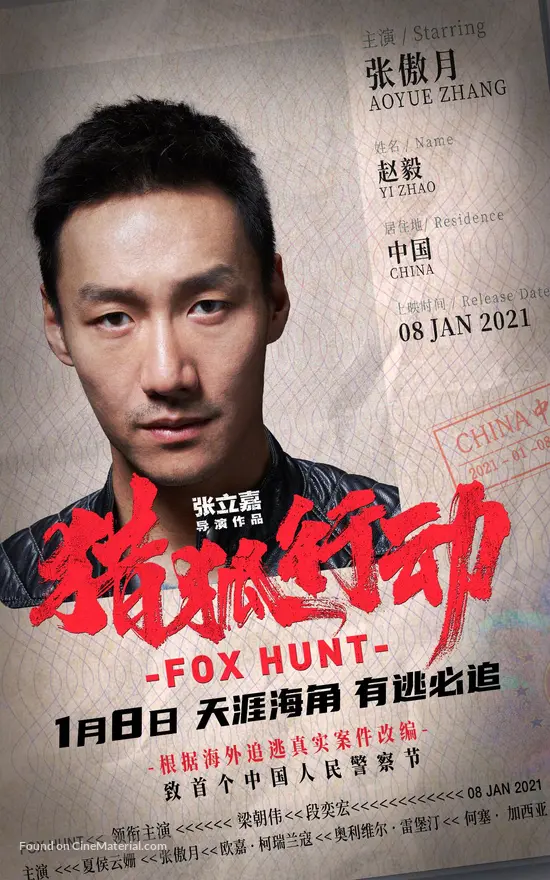 主演 / Starring
张傲月
AOYUE ZHANG
姓名 / Name
赵毅
YI ZHAO
居住地 / Residence
中国
CHINA
上映时间 / Release Date
08 JAN 2021
CHINA 中
2021-01-08
张立嘉
导演作品
猎狐行动
-FOX HUNT-
1月8日 天涯海角 有逃必追
-根据海外追逃真实案件改编-
致首个中国人民警察节
HUNT<< 领衔主演 <<<<<< 梁朝伟<<段奕宏<<<<<<<<<<<< 08 JAN 2021
主演 <<<夏侯云姗 <<张傲月<<欧嘉·柯瑞兰寇<<奥利维尔·雷堡汀<<何塞·加西亚
Found on CineMaterial.com